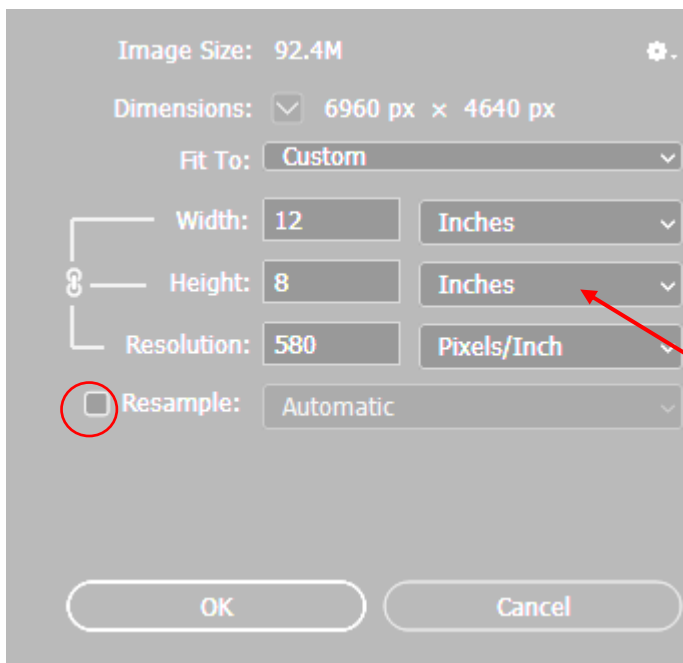 Image Size: 92.4M
Dimensions: 6960 px × 4640 px
Fit To: Custom
Width: 12 Inches
Height: 8 Inches
Resolution: 580 Pixels/Inch
Resample: Automatic
OK Cancel